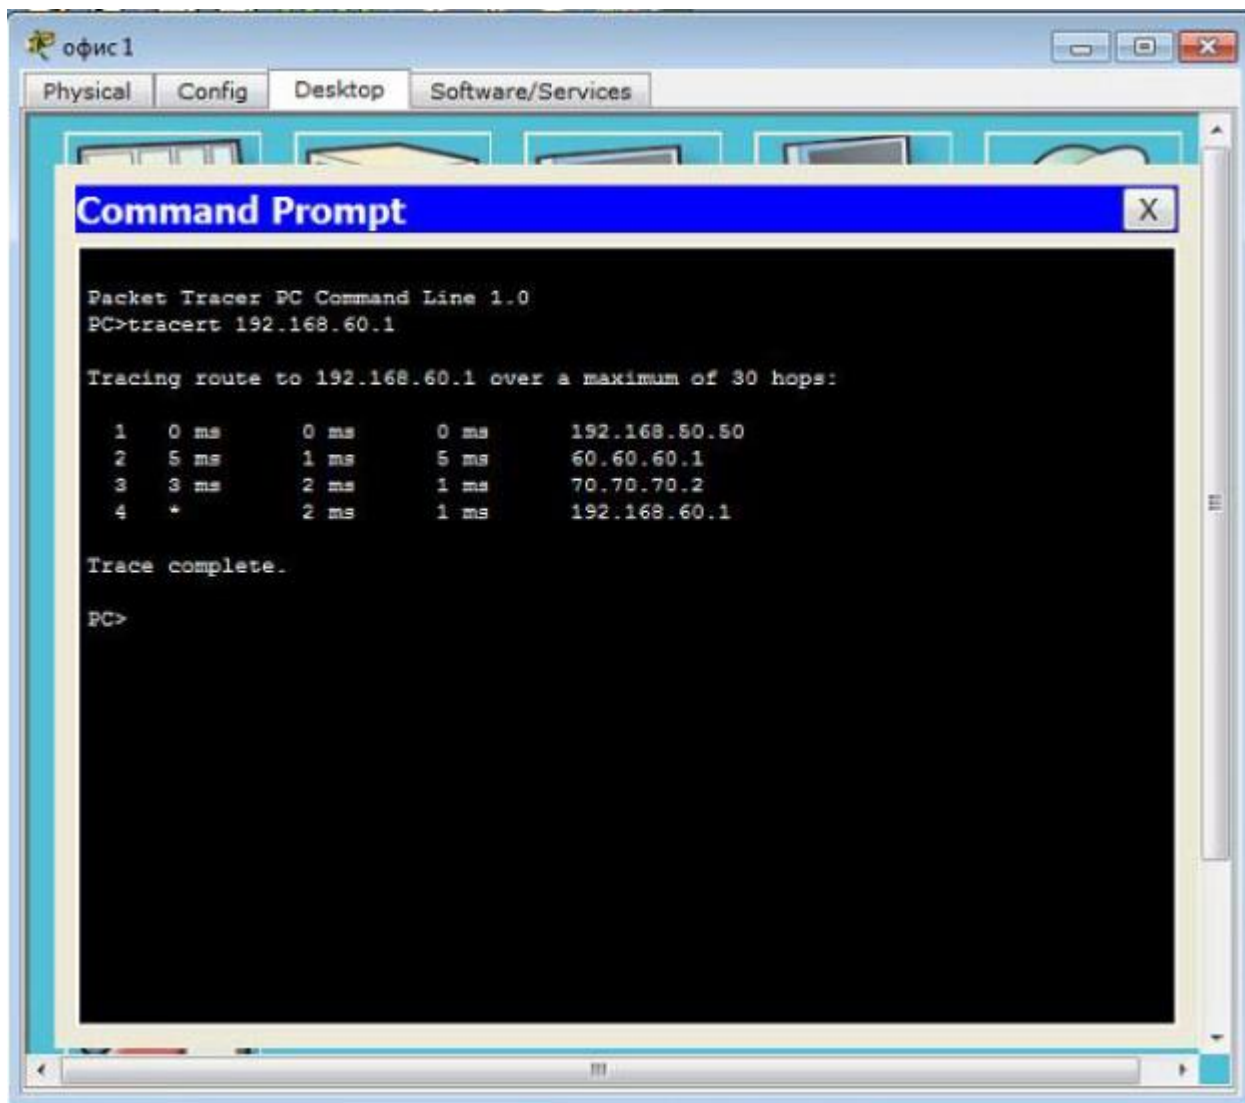 офис 1
Physical Config Desktop Software/Services
Command Prompt X
Packet Tracer PC Command Line 1.0
PC>tracert 192.168.60.1
Tracing route to 192.168.60.1 over a maximum of 30 hops:
1 0 ms 0 ms 0 ms 192.168.50.50
2 5 ms 1 ms 5 ms 60.60.60.1
3 3 ms 2 ms 1 ms 70.70.70.2
4 * 2 ms 1 ms 192.168.60.1
Trace complete.
PC>